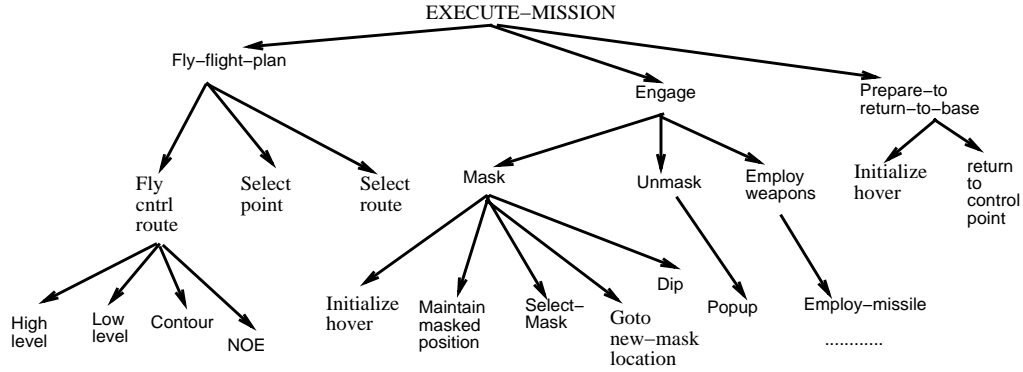 EXECUTE−MISSION
Fly−flight−plan
Engage
Prepare−to
return−to−base
Fly
cntrl
route
Select
point
Select
route
Mask
Unmask
Employ
weapons
Initialize
hover
return
to
control
point
High
level
Low
level
Contour
NOE
Initialize
hover
Maintain
masked
position
Select−
Mask
Goto
new−mask
location
Dip
Popup
Employ−missile
............